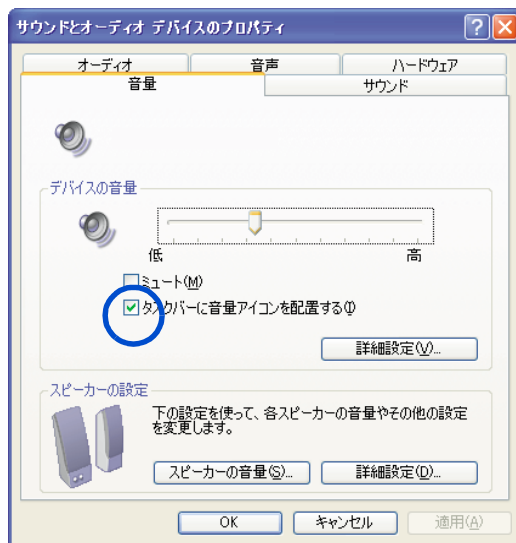 サウンドとオーディオ デバイスのプロパティ
オーディオ 音声 ハードウェア
音量 サウンド
デバイスの音量
低 高
ミュート(M)
タスクバーに音量アイコンを配置する(I)
詳細設定(V)...
スピーカーの設定
下の設定を使って、各スピーカーの音量やその他の設定
を変更します。
スピーカーの音量(S)... 詳細設定(D)...
OK キャンセル 適用(A)